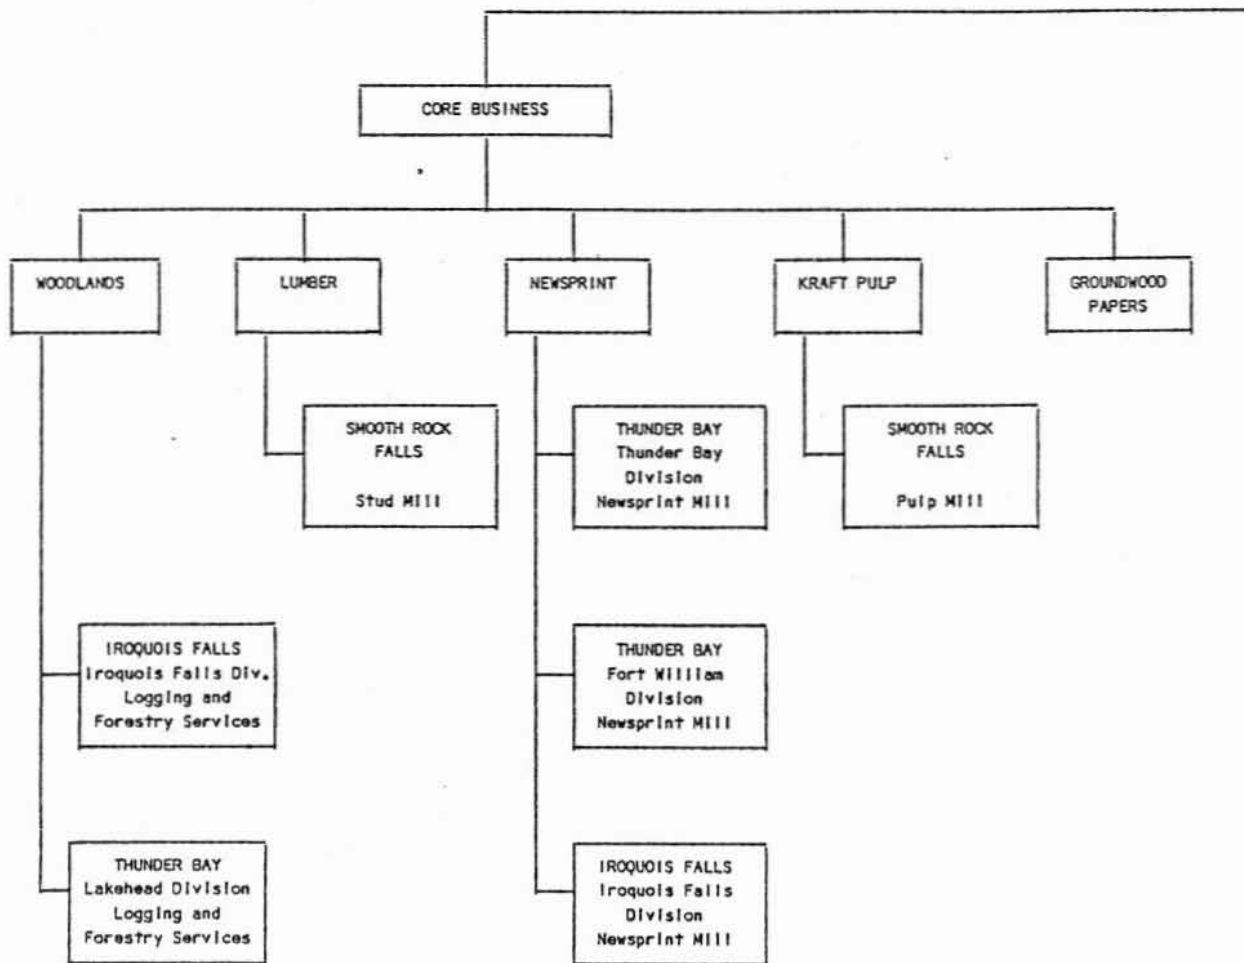 CORE BUSINESS
WOODLANDS
LUMBER
NEWSPRINT
KRAFT PULP
GROUNDWOOD
PAPERS
SMOOTH ROCK
FALLS
Stud Mill
THUNDER BAY
Thunder Bay
Division
Newsprint Mill
SMOOTH ROCK
FALLS
Pulp Mill
IROQUOIS FALLS
Iroquois Falls Div.
Logging and
Forestry Services
THUNDER BAY
Fort William
Division
Newsprint Mill
THUNDER BAY
Lakehead Division
Logging and
Forestry Services
IROQUOIS FALLS
Iroquois Falls
Division
Newsprint Mill